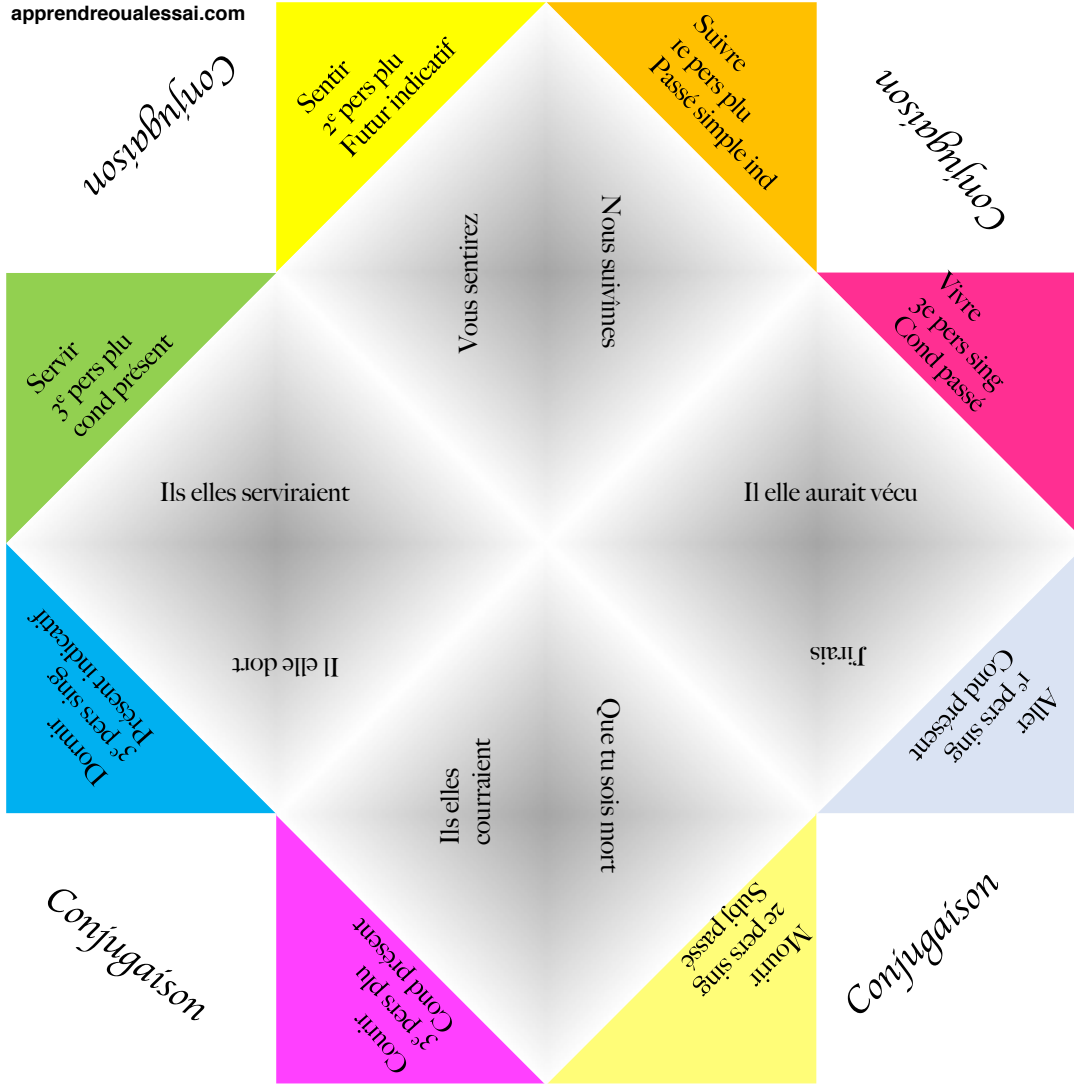 apprendreoualessai.com
Conjugaison
Sentir
2e pers plu
Futur indicatif
Suivre
1e pers plu
Passé simple ind
Conjugaison
Vous sentirez
Nous suivîmes
Servir
3e pers plu
cond présent
Vivre
3e pers sing
Cond passé
Ils elles serviraient
Il elle aurait vécu
Dormir
3e pers sing
Présent indicatif
Il elle dort
J'irais
Aller
1e pers sing
Cond présent
Ils elles
courraient
Que tu sois mort
Conjugaison
Courir
3e pers plu
Cond présent
Mourir
2e pers sing
Subj passé
Conjugaison